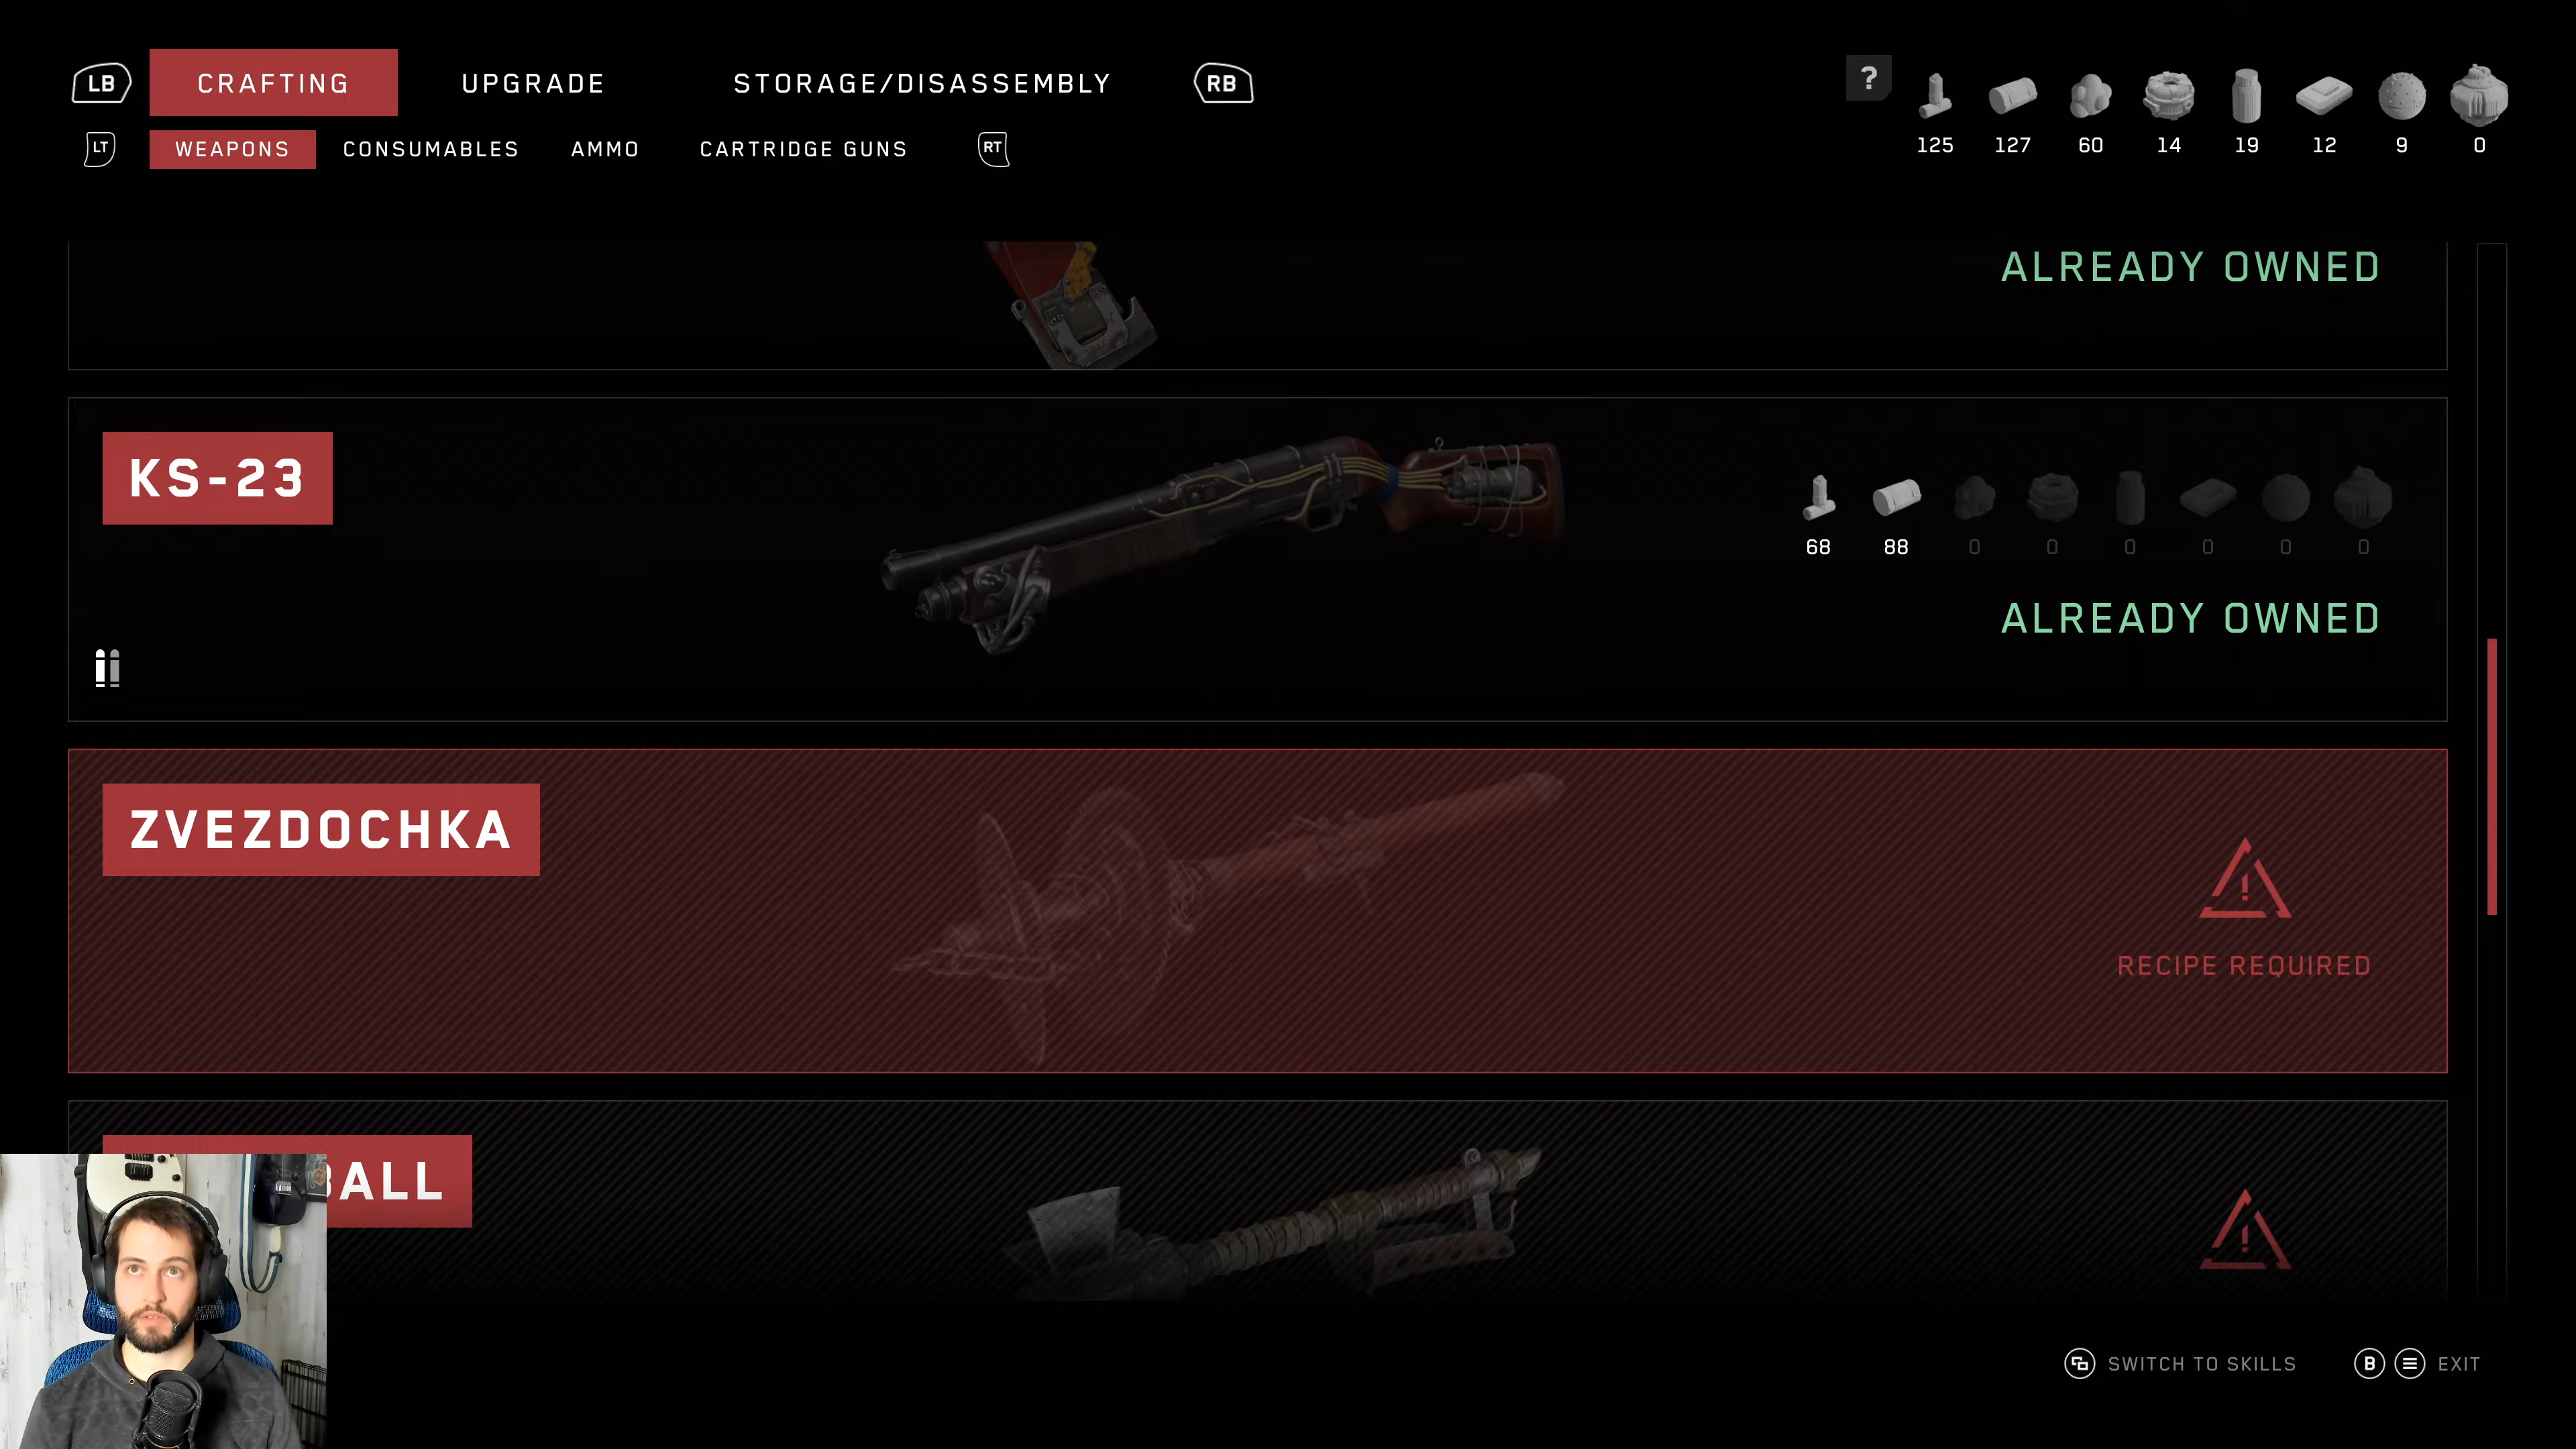 LB CRAFTING UPGRADE STORAGE/DISASSEMBLY RB ?
LT WEAPONS CONSUMABLES AMMO CARTRIDGE GUNS RT
125 127 60 14 19 12 9 0
ALREADY OWNED
KS-23
68 88 0 0 0 0 0 0
ALREADY OWNED
ZVEZDOCHKA
RECIPE REQUIRED
BALL
SWITCH TO SKILLS B EXIT